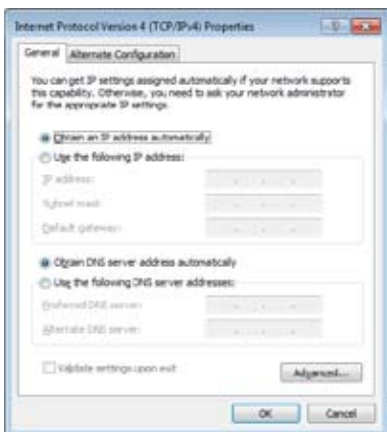 Internet Protocol Version 4 (TCP/IPv4) Properties
General
Alternate Configuration
You can get IP settings assigned automatically if your network supports
this capability. Otherwise, you need to ask your network administrator
for the appropriate IP settings.
Obtain an IP address automatically
Use the following IP address:
IP address:
Subnet mask:
Default gateway:
Obtain DNS server address automatically
Use the following DNS server addresses:
Preferred DNS server:
Alternate DNS server:
Validate settings upon exit
Advanced...
OK
Cancel